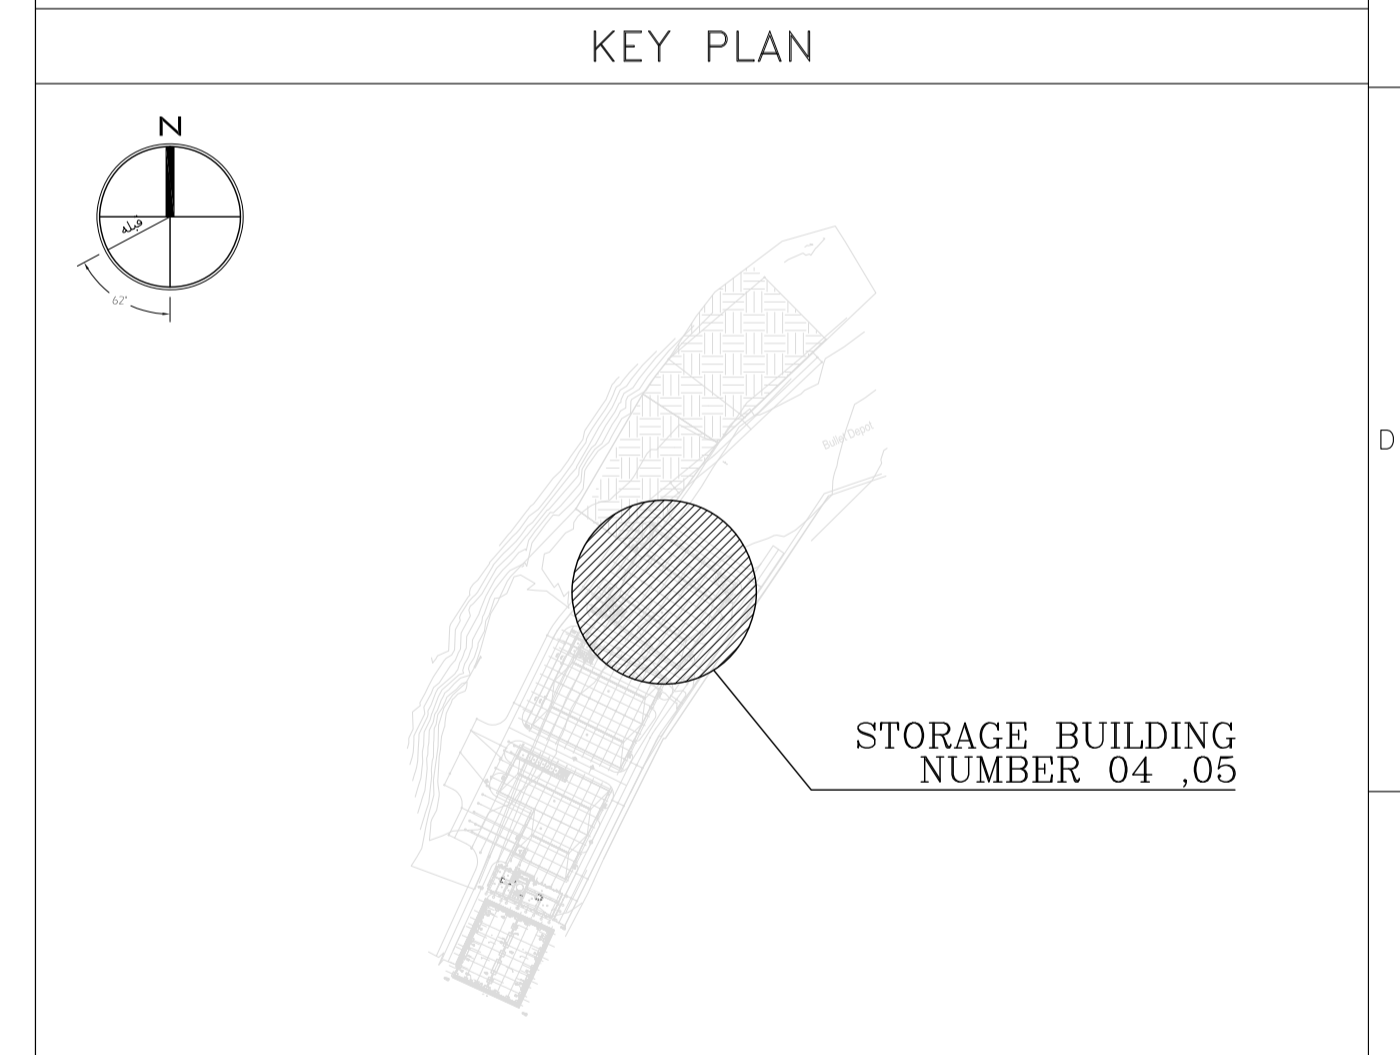 KEY PLAN
N
قبله
62°
Bullet Depot
D
STORAGE BUILDING
NUMBER 04 ,05